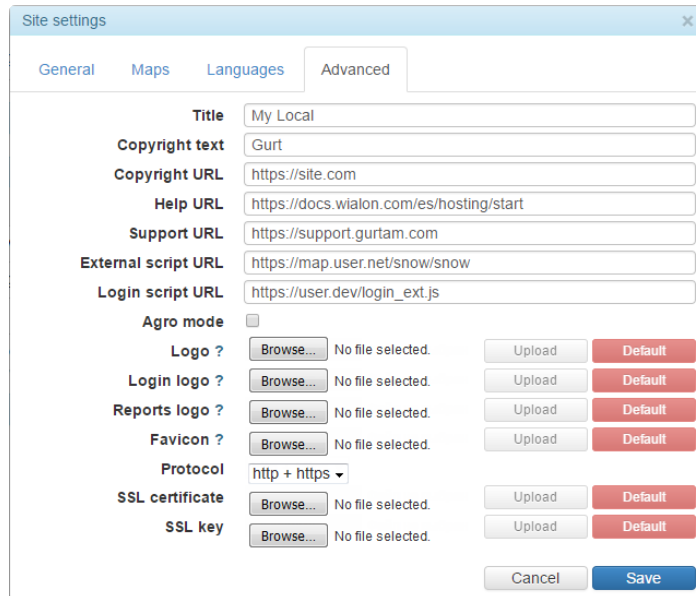 Site settings ×
General Maps Languages Advanced
Title My Local
Copyright text Gurt
Copyright URL https://site.com
Help URL https://docs.wialon.com/es/hosting/start
Support URL https://support.gurtam.com
External script URL https://map.user.net/snow/snow
Login script URL https://user.dev/login_ext.js
Agro mode
Logo ? Browse... No file selected. Upload Default
Login logo ? Browse... No file selected. Upload Default
Reports logo ? Browse... No file selected. Upload Default
Favicon ? Browse... No file selected. Upload Default
Protocol http + https
SSL certificate Browse... No file selected. Upload Default
SSL key Browse... No file selected. Upload Default
Cancel Save